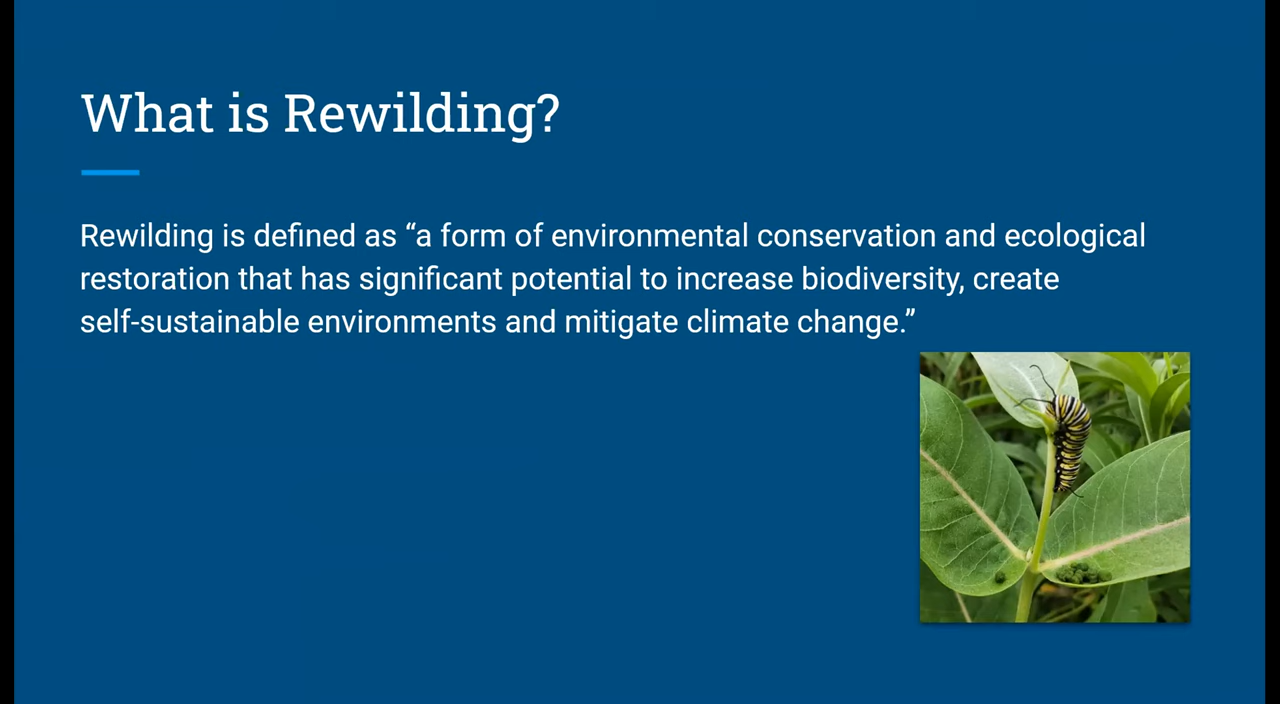 What is Rewilding?
Rewilding is defined as “a form of environmental conservation and ecological
restoration that has significant potential to increase biodiversity, create
self-sustainable environments and mitigate climate change.”